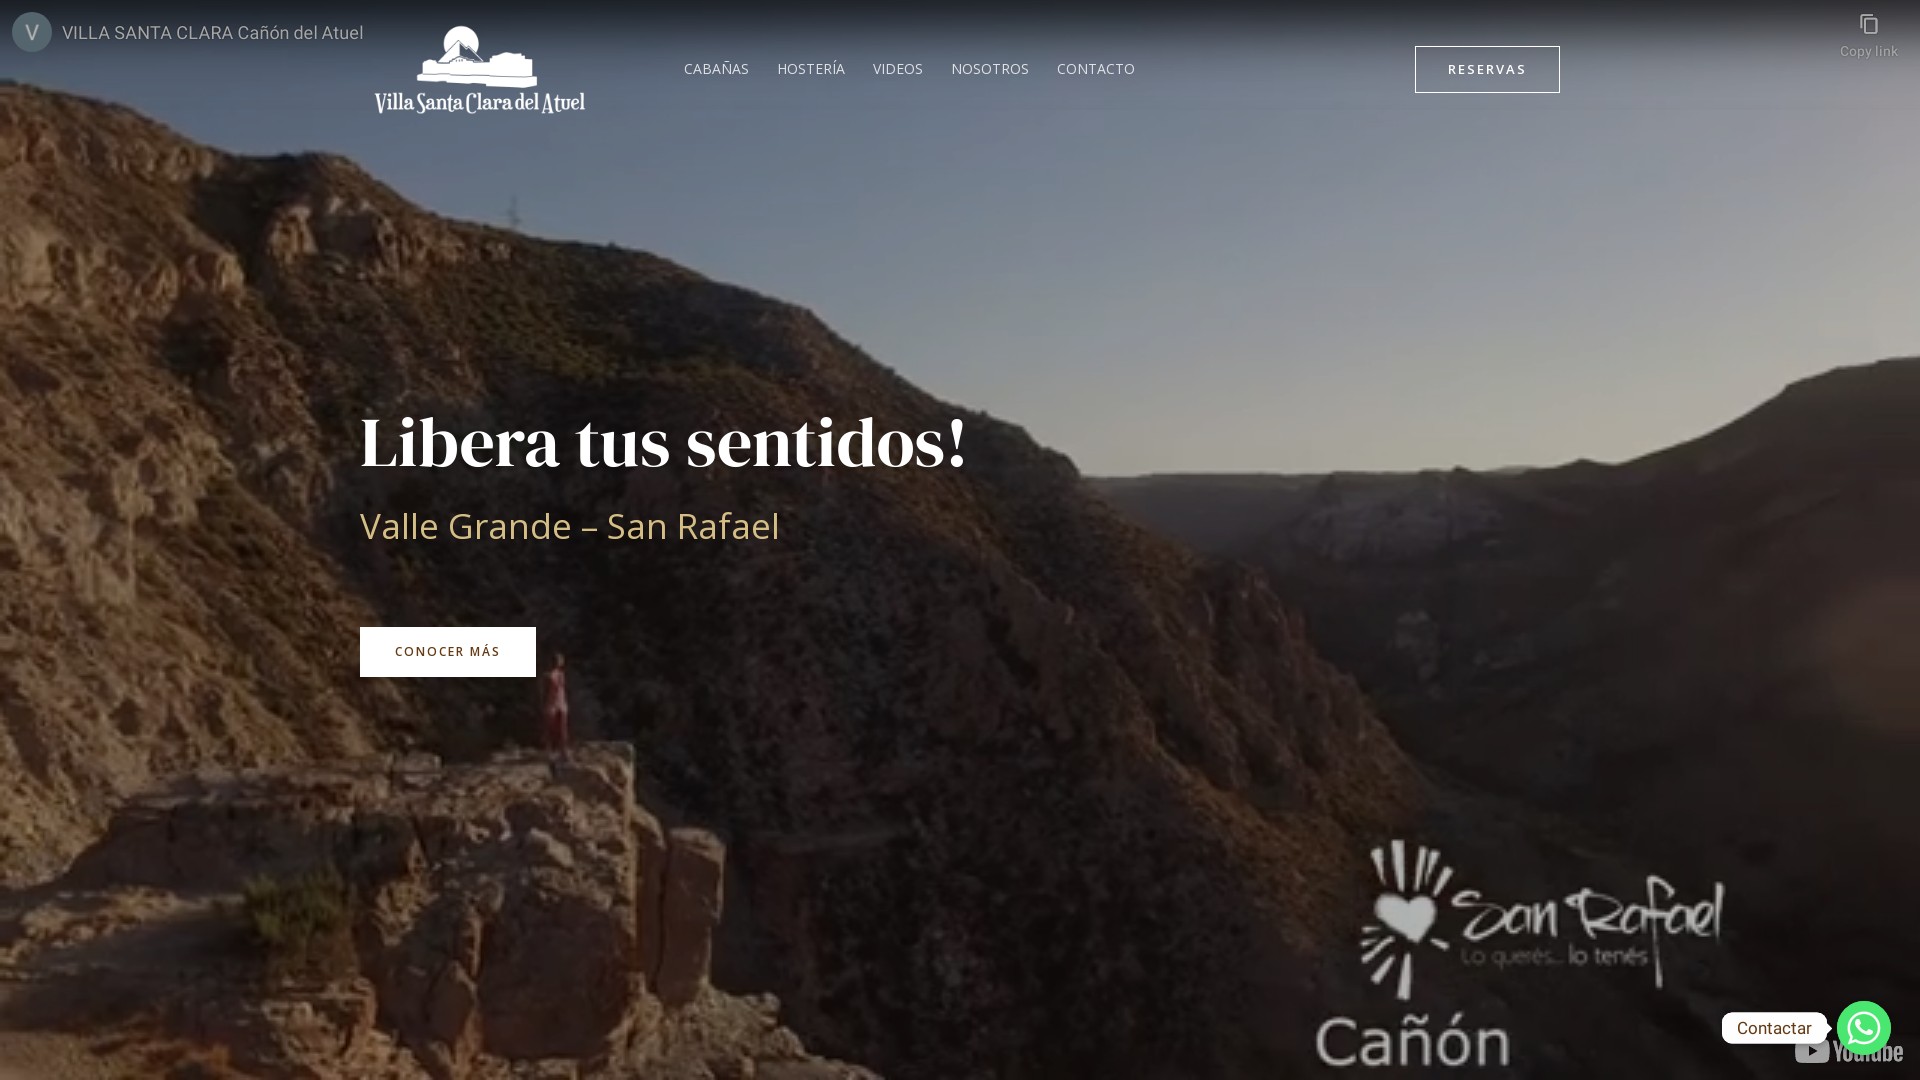 V
VILLA SANTA CLARA Cañón del Atuel
Villa Santa Clara del Atuel
CABAÑAS
HOSTERÍA
VIDEOS
NOSOTROS
CONTACTO
RESERVAS
Copy link
Libera tus sentidos!
Valle Grande – San Rafael
CONOCER MÁS
San Rafael
Lo querés... lo tenés
Cañón
Contactar
YouTube